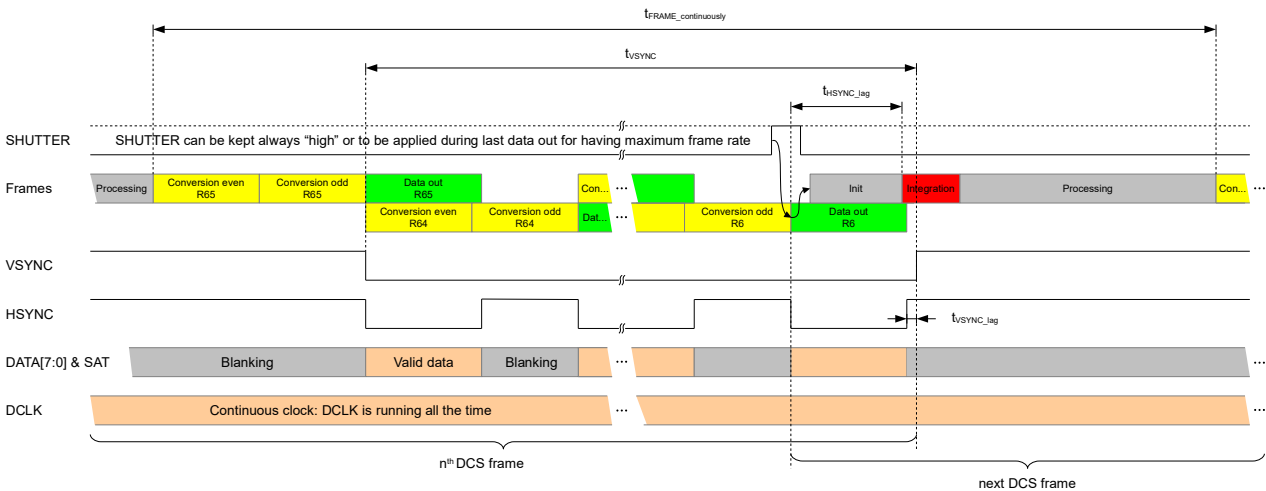 tFRAME_continuously
tVSYNC
tHSYNC_lag
SHUTTER
SHUTTER can be kept always “high” or to be applied during last data out for having maximum frame rate
Frames
Processing
Conversion even
R65
Conversion odd
R65
Data out
R65
Con...
...
Init
Integration
Processing
Con...
...
Conversion even
R64
Conversion odd
R64
Dat...
...
Conversion odd
R6
Data out
R6
VSYNC
HSYNC
tVSYNC_lag
DATA[7:0] & SAT
Blanking
Valid data
Blanking
...
...
DCLK
Continuous clock: DCLK is running all the time
...
...
nth DCS frame
next DCS frame